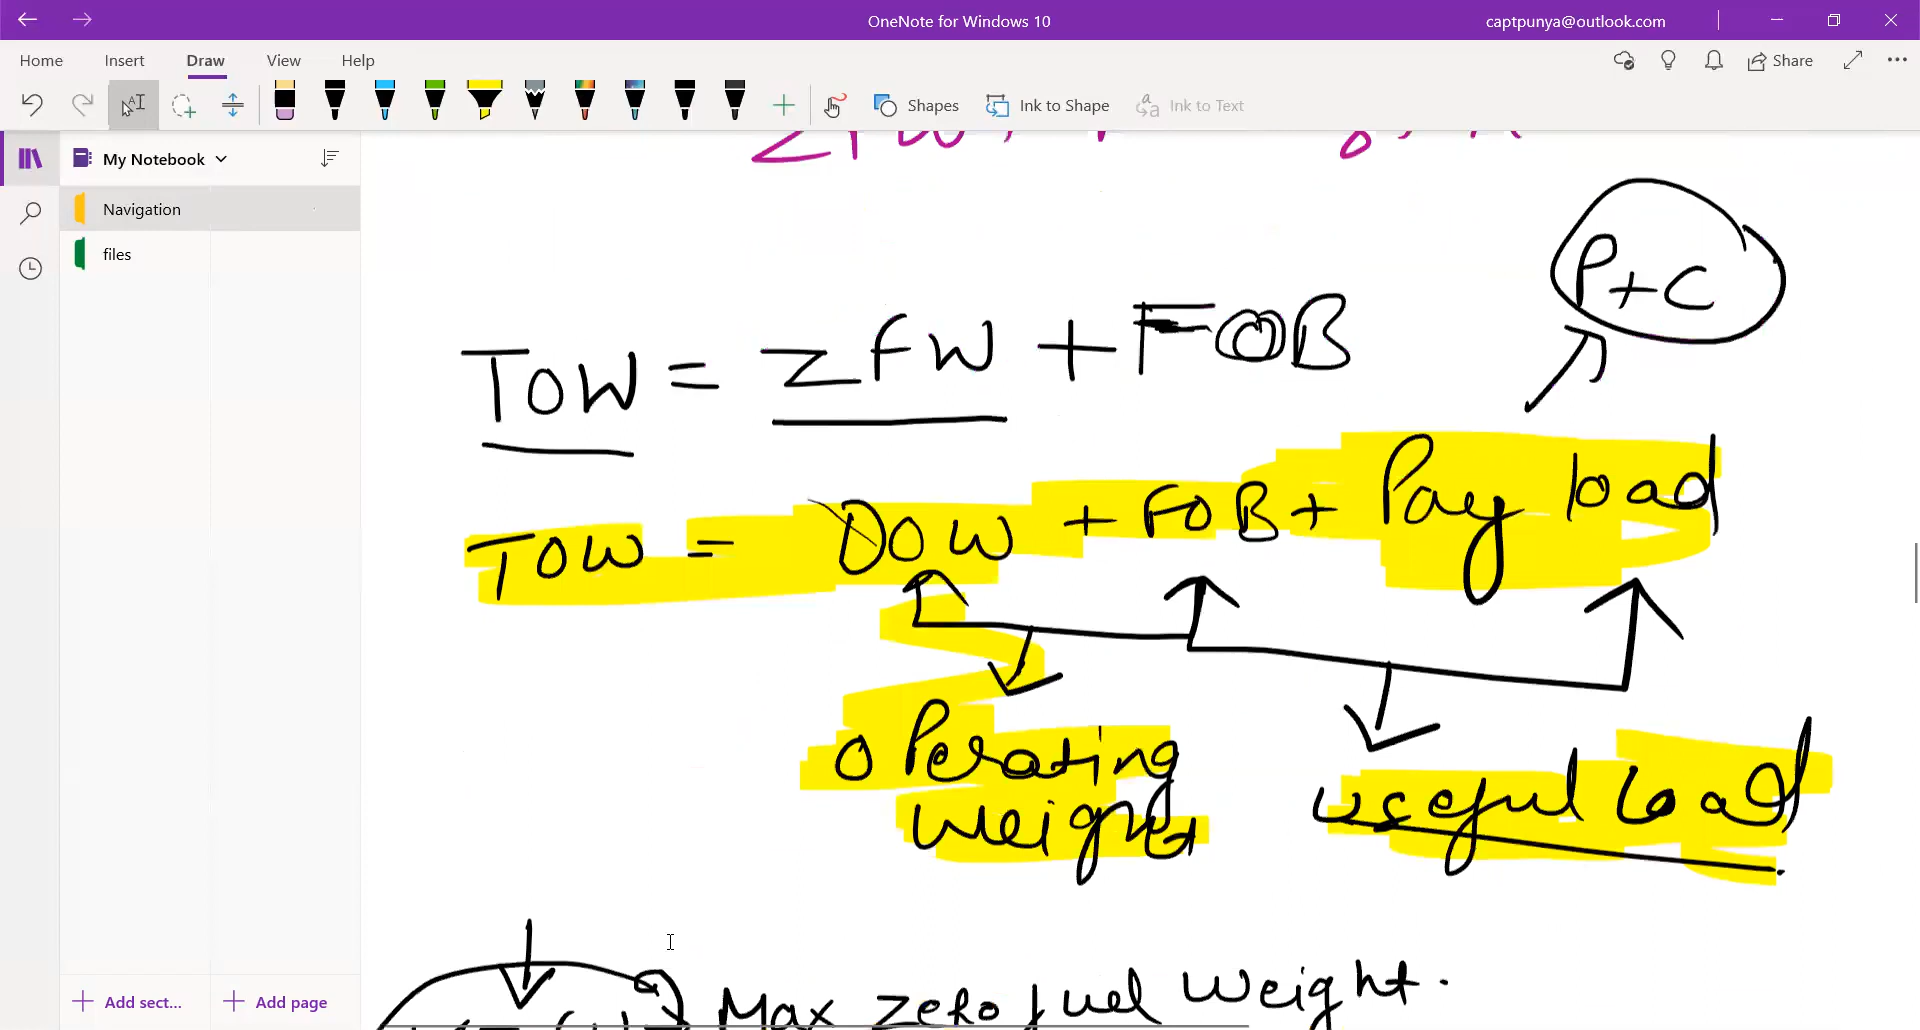 OneNote for Windows 10
captpunya@outlook.com
Home Insert Draw View Help
Share
Shapes Ink to Shape Ink to Text
My Notebook
Navigation
files
P+C
TOW = ZFW + FOB
TOW = DOW + FOB + Pay load
operating
weight
useful load
Max zero fuel weight.
Add sect... Add page